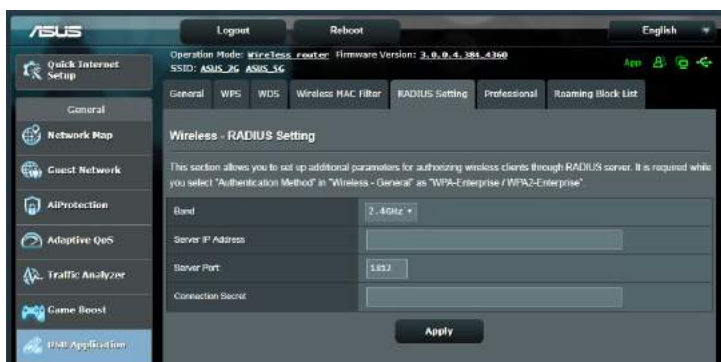 ASUS
Logout
Reboot
English
Operation Mode: Wireless router Firmware Version: 3.0.0.4.384_4360
SSID: ASUS_2G ASUS_5G
App
Quick Internet Setup
General
Network Map
Guest Network
AiProtection
Adaptive QoS
Traffic Analyzer
Game Boost
USB Application
General WPS WDS Wireless MAC Filter RADIUS Setting Professional Roaming Block List
Wireless - RADIUS Setting
This section allows you to set up additional parameters for authorizing wireless clients through RADIUS server. It is required while
you select "Authentication Method" in "Wireless - General" as "WPA-Enterprise / WPA2-Enterprise".
Band 2.4GHz
Server IP Address
Server Port: 1812
Connection Secret
Apply